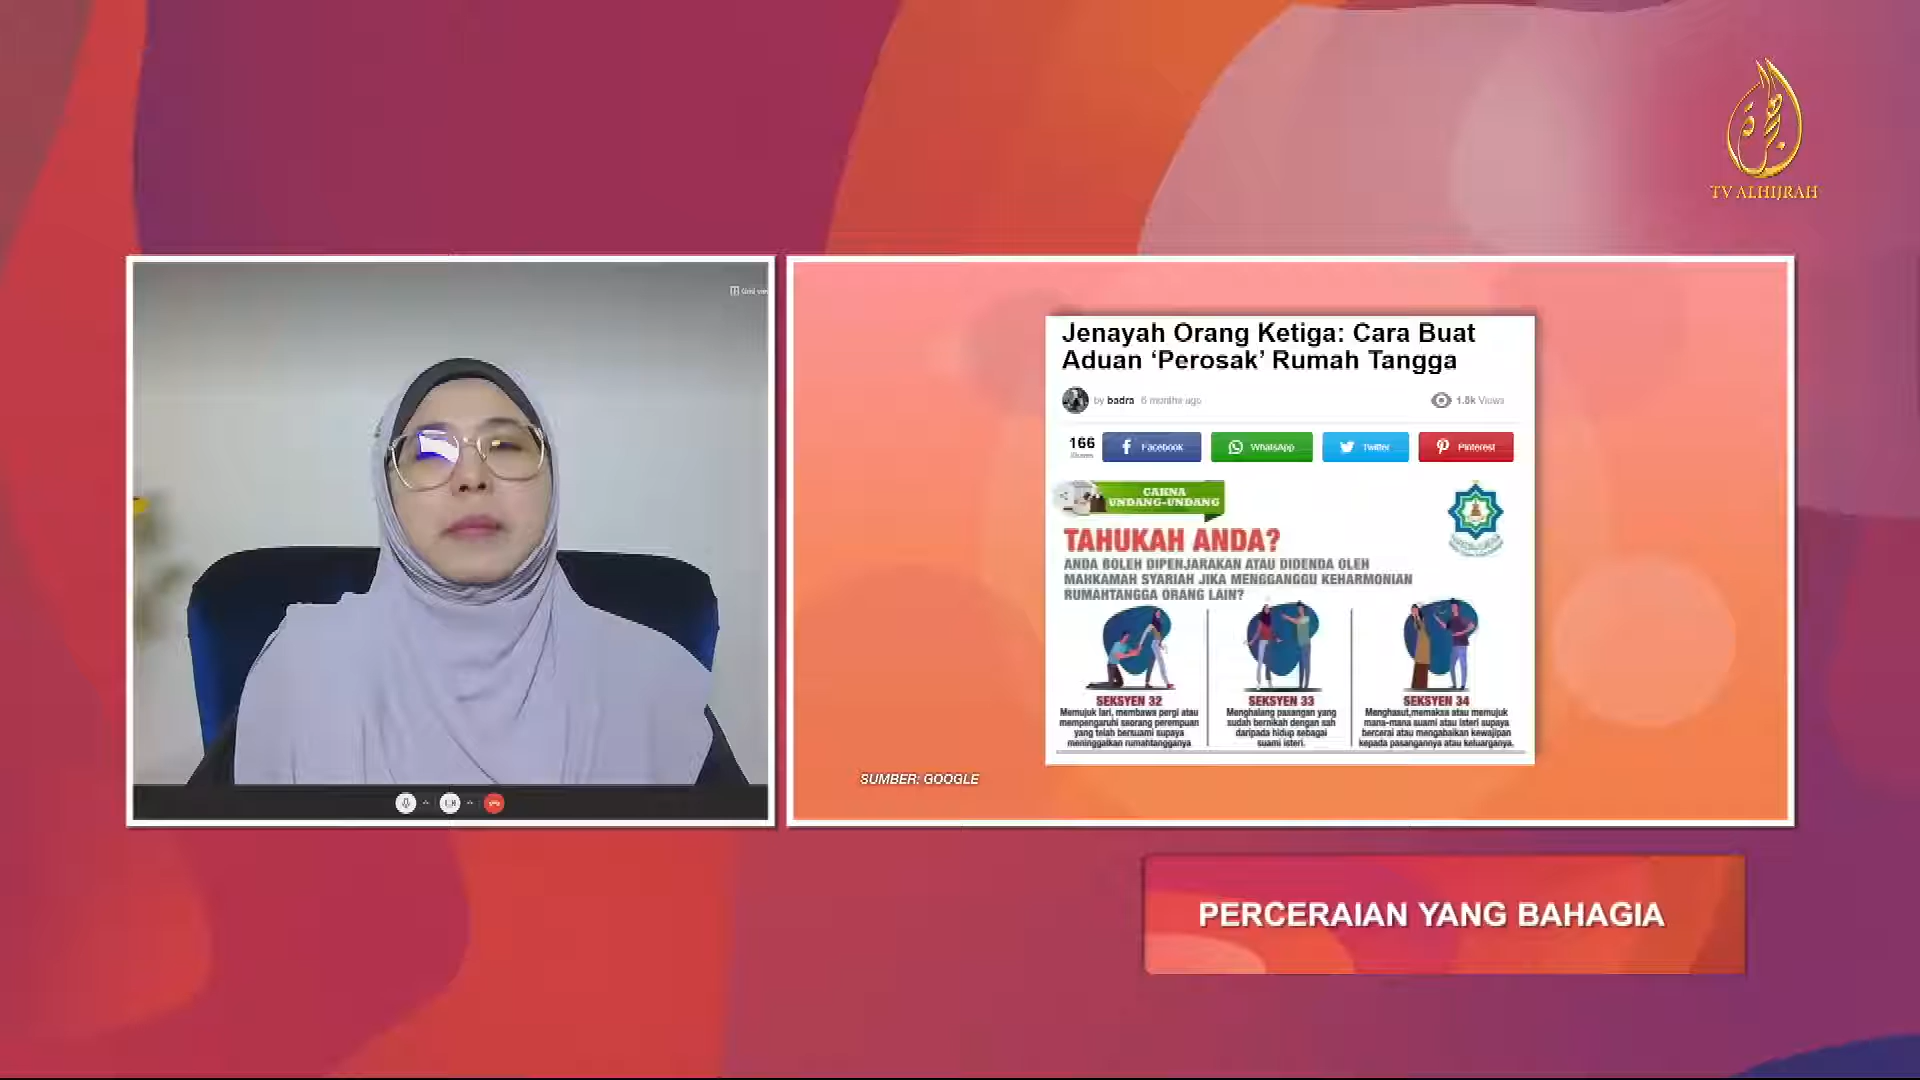 TV ALHIJRAH
Jenayah Orang Ketiga: Cara Buat
Aduan ‘Perosak’ Rumah Tangga
by badra 6 months ago
1.8k Views
166
Shares
Facebook
WhatsApp
Twitter
Pinterest
CAKNA
UNDANG-UNDANG
TAHUKAH ANDA?
ANDA BOLEH DIPENJARAKAN ATAU DIDENDA OLEH
MAHKAMAH SYARIAH JIKA MENGGANGGU KEHARMONIAN
RUMAHTANGGA ORANG LAIN?
SEKSYEN 32
Memujuk lari, membawa pergi atau
mempengaruhi seorang perempuan
yang telah bersuami supaya
meninggalkan rumahtangganya
SEKSYEN 33
Menghalang pasangan yang
sudah bernikah dengan sah
daripada hidup sebagai
suami isteri.
SEKSYEN 34
Menghasut,memaksa atau memujuk
mana-mana suami atau isteri supaya
bercerai atau mengabaikan kewajipan
kepada pasangannya atau keluarganya.
SUMBER: GOOGLE
PERCERAIAN YANG BAHAGIA